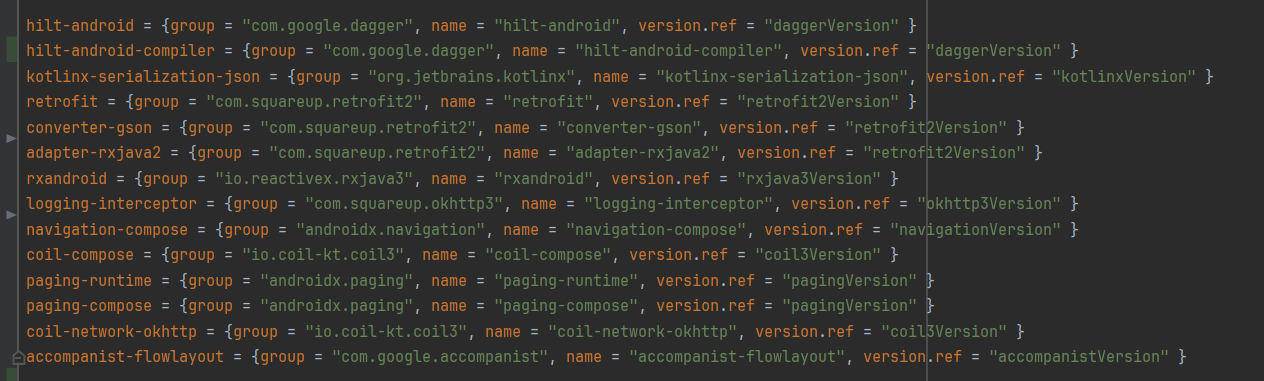 hilt-android = {group = "com.google.dagger", name = "hilt-android", version.ref = "daggerVersion" }
hilt-android-compiler = {group = "com.google.dagger", name = "hilt-android-compiler", version.ref = "daggerVersion" }
kotlinx-serialization-json = {group = "org.jetbrains.kotlinx", name = "kotlinx-serialization-json", version.ref = "kotlinxVersion" }
retrofit = {group = "com.squareup.retrofit2", name = "retrofit", version.ref = "retrofit2Version" }
converter-gson = {group = "com.squareup.retrofit2", name = "converter-gson", version.ref = "retrofit2Version" }
adapter-rxjava2 = {group = "com.squareup.retrofit2", name = "adapter-rxjava2", version.ref = "retrofit2Version" }
rxandroid = {group = "io.reactivex.rxjava3", name = "rxandroid", version.ref = "rxjava3Version" }
logging-interceptor = {group = "com.squareup.okhttp3", name = "logging-interceptor", version.ref = "okhttp3Version" }
navigation-compose = {group = "androidx.navigation", name = "navigation-compose", version.ref = "navigationVersion" }
coil-compose = {group = "io.coil-kt.coil3", name = "coil-compose", version.ref = "coil3Version" }
paging-runtime = {group = "androidx.paging", name = "paging-runtime", version.ref = "pagingVersion" }
paging-compose = {group = "androidx.paging", name = "paging-compose", version.ref = "pagingVersion" }
coil-network-okhttp = {group = "io.coil-kt.coil3", name = "coil-network-okhttp", version.ref = "coil3Version" }
accompanist-flowlayout = {group = "com.google.accompanist", name = "accompanist-flowlayout", version.ref = "accompanistVersion" }